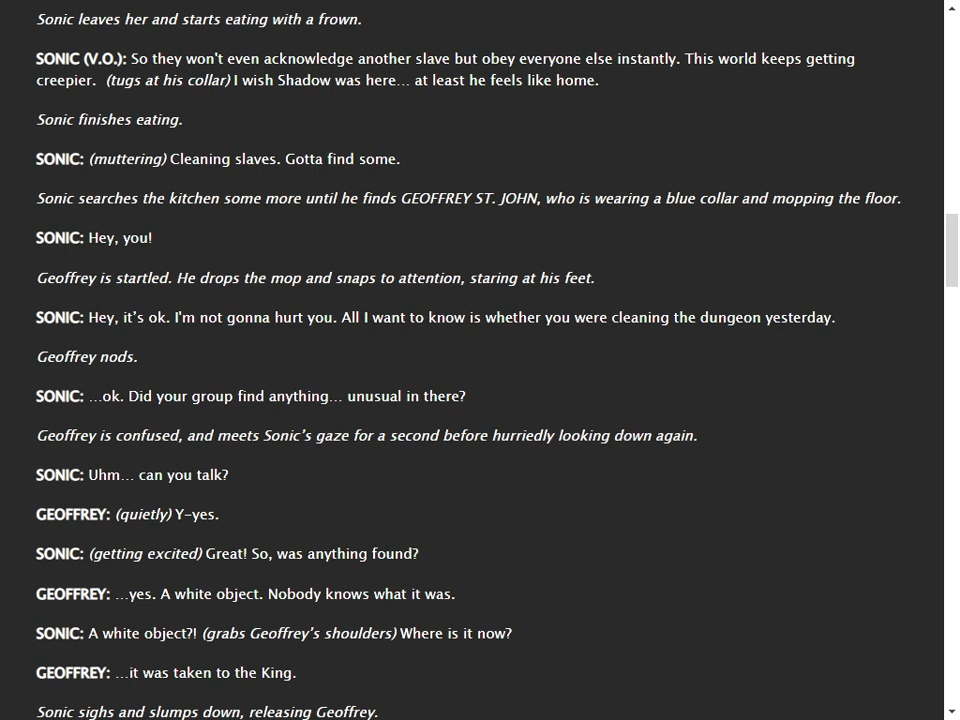 Sonic leaves her and starts eating with a frown.
SONIC (V.O.): So they won't even acknowledge another slave but obey everyone else instantly. This world keeps getting
creepier.  (tugs at his collar) I wish Shadow was here... at least he feels like home.
Sonic finishes eating.
SONIC: (muttering) Cleaning slaves. Gotta find some.
Sonic searches the kitchen some more until he finds GEOFFREY ST. JOHN, who is wearing a blue collar and mopping the floor.
SONIC: Hey, you!
Geoffrey is startled. He drops the mop and snaps to attention, staring at his feet.
SONIC: Hey, it’s ok. I'm not gonna hurt you. All I want to know is whether you were cleaning the dungeon yesterday.
Geoffrey nods.
SONIC: …ok. Did your group find anything… unusual in there?
Geoffrey is confused, and meets Sonic’s gaze for a second before hurriedly looking down again.
SONIC: Uhm… can you talk?
GEOFFREY: (quietly) Y-yes.
SONIC: (getting excited) Great! So, was anything found?
GEOFFREY: …yes. A white object. Nobody knows what it was.
SONIC: A white object?! (grabs Geoffrey’s shoulders) Where is it now?
GEOFFREY: …it was taken to the King.
Sonic sighs and slumps down, releasing Geoffrey.